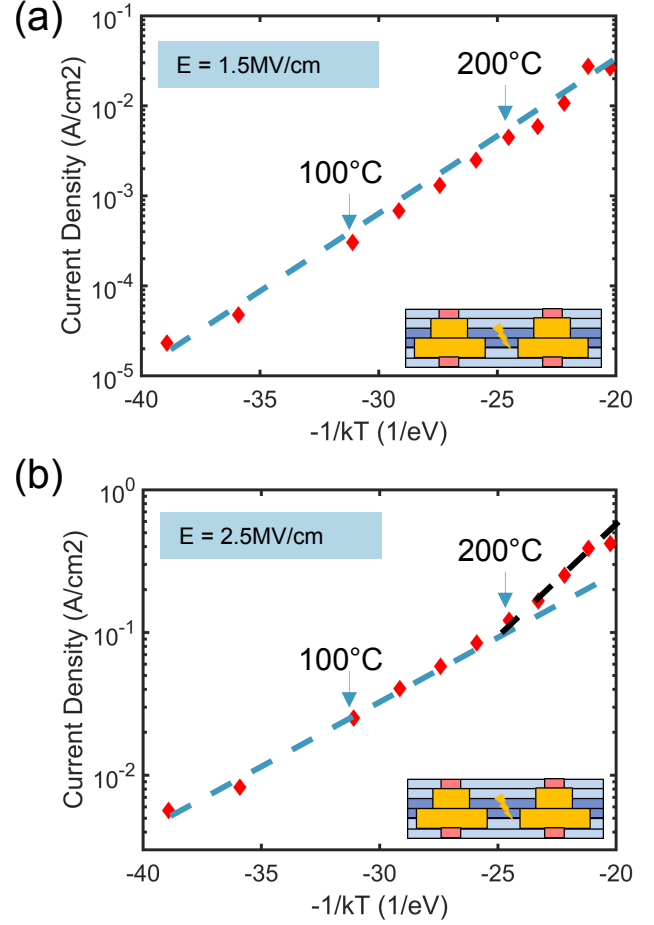 (a)
E = 1.5MV/cm
200°C
100°C
Current Density (A/cm2)
10⁻¹
10⁻²
10⁻³
10⁻⁴
10⁻⁵
-40 -35 -30 -25 -20
-1/kT (1/eV)
(b)
E = 2.5MV/cm
200°C
100°C
Current Density (A/cm2)
10⁰
10⁻¹
10⁻²
-40 -35 -30 -25 -20
-1/kT (1/eV)